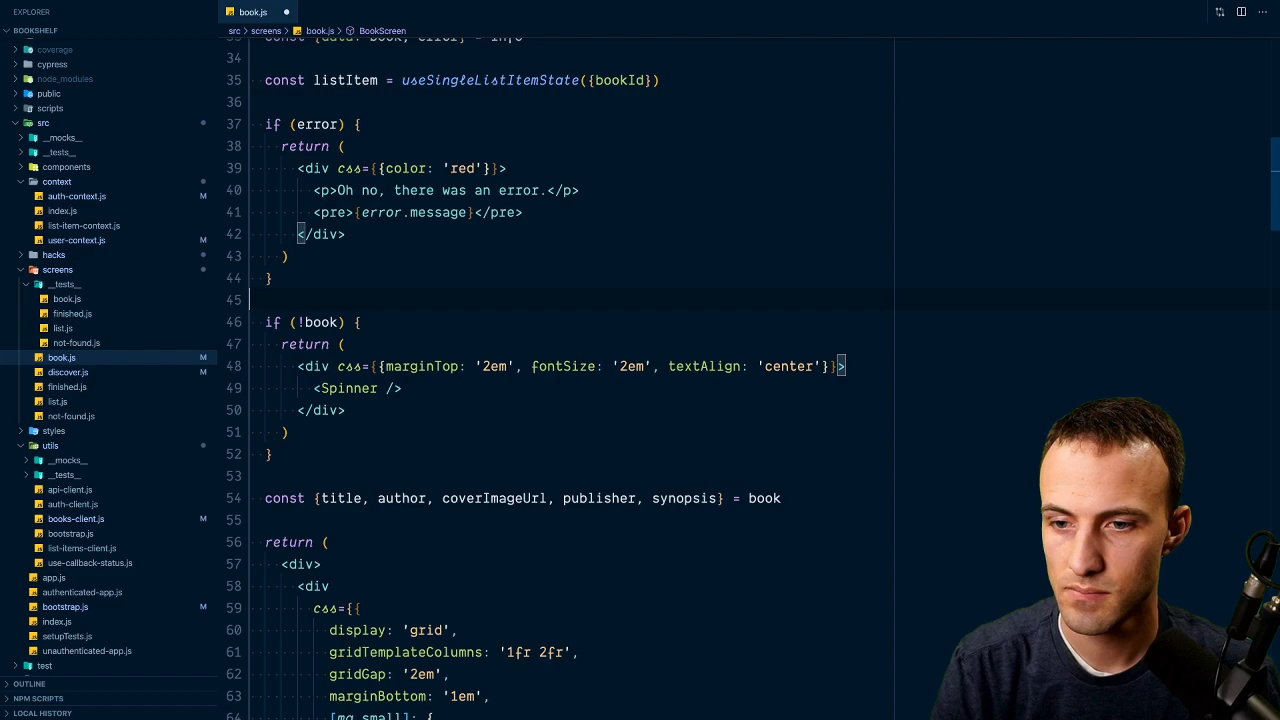 EXPLORER
BOOKSHELF
coverage
cypress
node_modules
public
scripts
src
__mocks__
__tests__
components
context
auth-context.js M
index.js
list-item-context.js
user-context.js M
hacks
screens
__tests__
book.js
finished.js
list.js
not-found.js
book.js M
discover.js M
finished.js
list.js
not-found.js
styles
utils
__mocks__
__tests__
api-client.js
auth-client.js
books-client.js M
bootstrap.js
list-items-client.js
use-callback-status.js
app.js
authenticated-app.js
bootstrap.js M
index.js
setupTests.js
unauthenticated-app.js
test
OUTLINE
NPM SCRIPTS
LOCAL HISTORY
book.js
src > screens > book.js > BookScreen
33 const {data: book, error} = info
34
35 const listItem = useSingleListItemState({bookId})
36
37 if (error) {
38 return (
39 <div css={{color: 'red'}}>
40 <p>Oh no, there was an error.</p>
41 <pre>{error.message}</pre>
42 </div>
43 )
44 }
45
46 if (!book) {
47 return (
48 <div css={{marginTop: '2em', fontSize: '2em', textAlign: 'center'}}>
49 <Spinner />
50 </div>
51 )
52 }
53
54 const {title, author, coverImageUrl, publisher, synopsis} = book
55
56 return (
57 <div>
58 <div
59 css={{
60 display: 'grid',
61 gridTemplateColumns: '1fr 2fr',
62 gridGap: '2em',
63 marginBottom: '1em',
64 [mq.small]: {